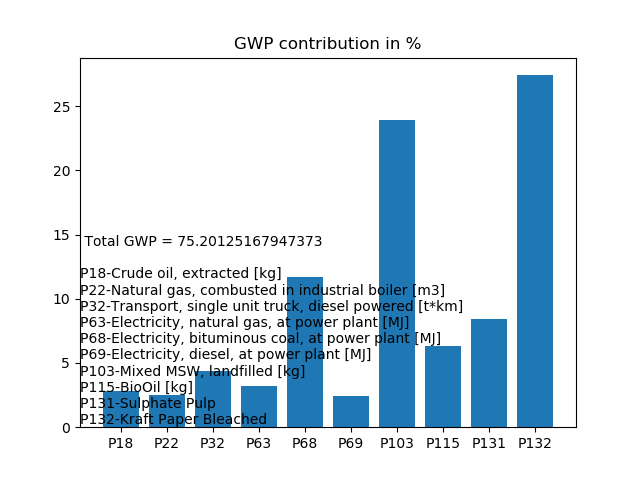 GWP contribution in %
25
20
15
10
5
0
Total GWP = 75.20125167947373
P18-Crude oil, extracted [kg]
P22-Natural gas, combusted in industrial boiler [m3]
P32-Transport, single unit truck, diesel powered [t*km]
P63-Electricity, natural gas, at power plant [MJ]
P68-Electricity, bituminous coal, at power plant [MJ]
P69-Electricity, diesel, at power plant [MJ]
P103-Mixed MSW, landfilled [kg]
P115-BioOil [kg]
P131-Sulphate Pulp
P132-Kraft Paper Bleached
P18 P22 P32 P63 P68 P69 P103 P115 P131 P132